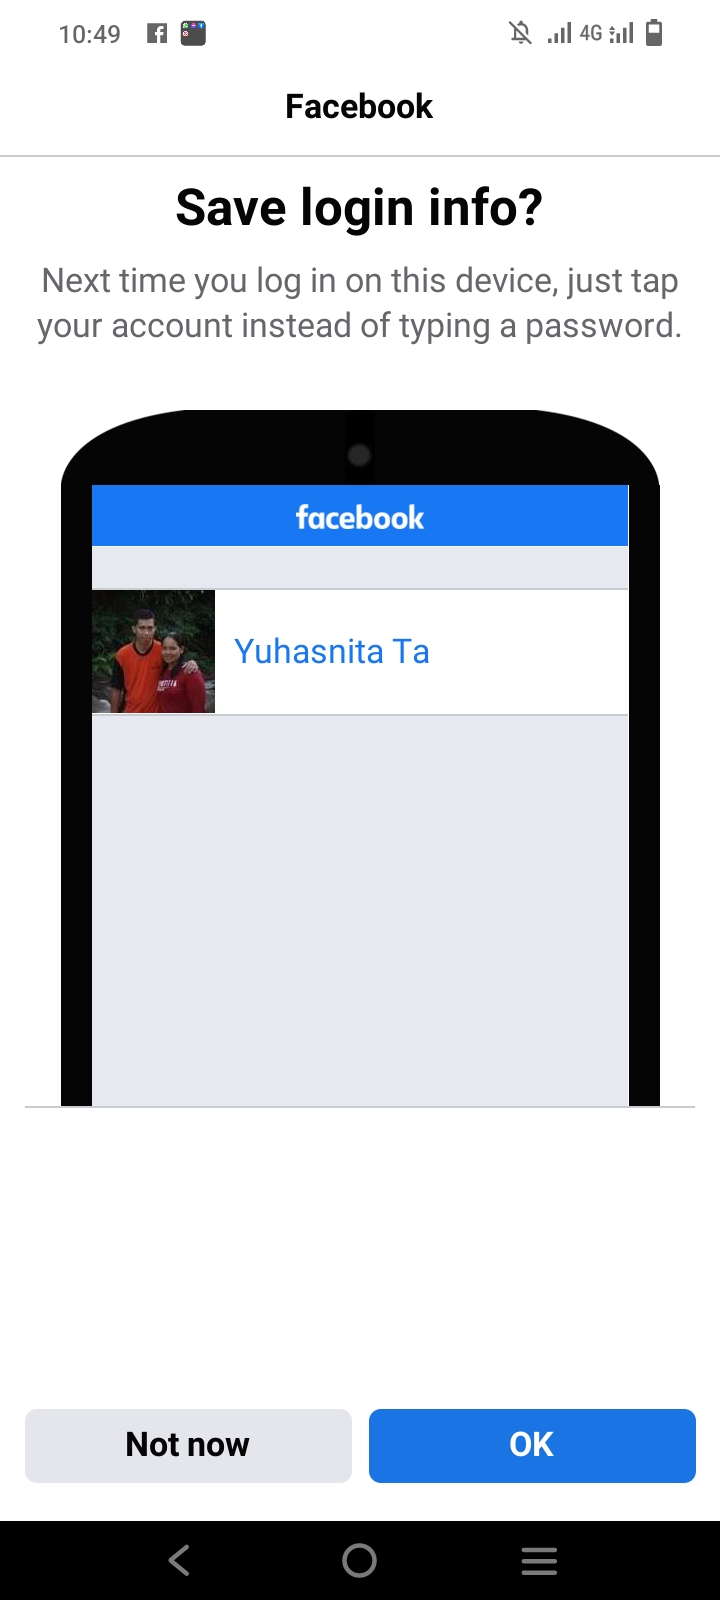 10:49 4G
Facebook
Save login info?
Next time you log in on this device, just tap
your account instead of typing a password.
facebook
Yuhasnita Ta
Not now
OK